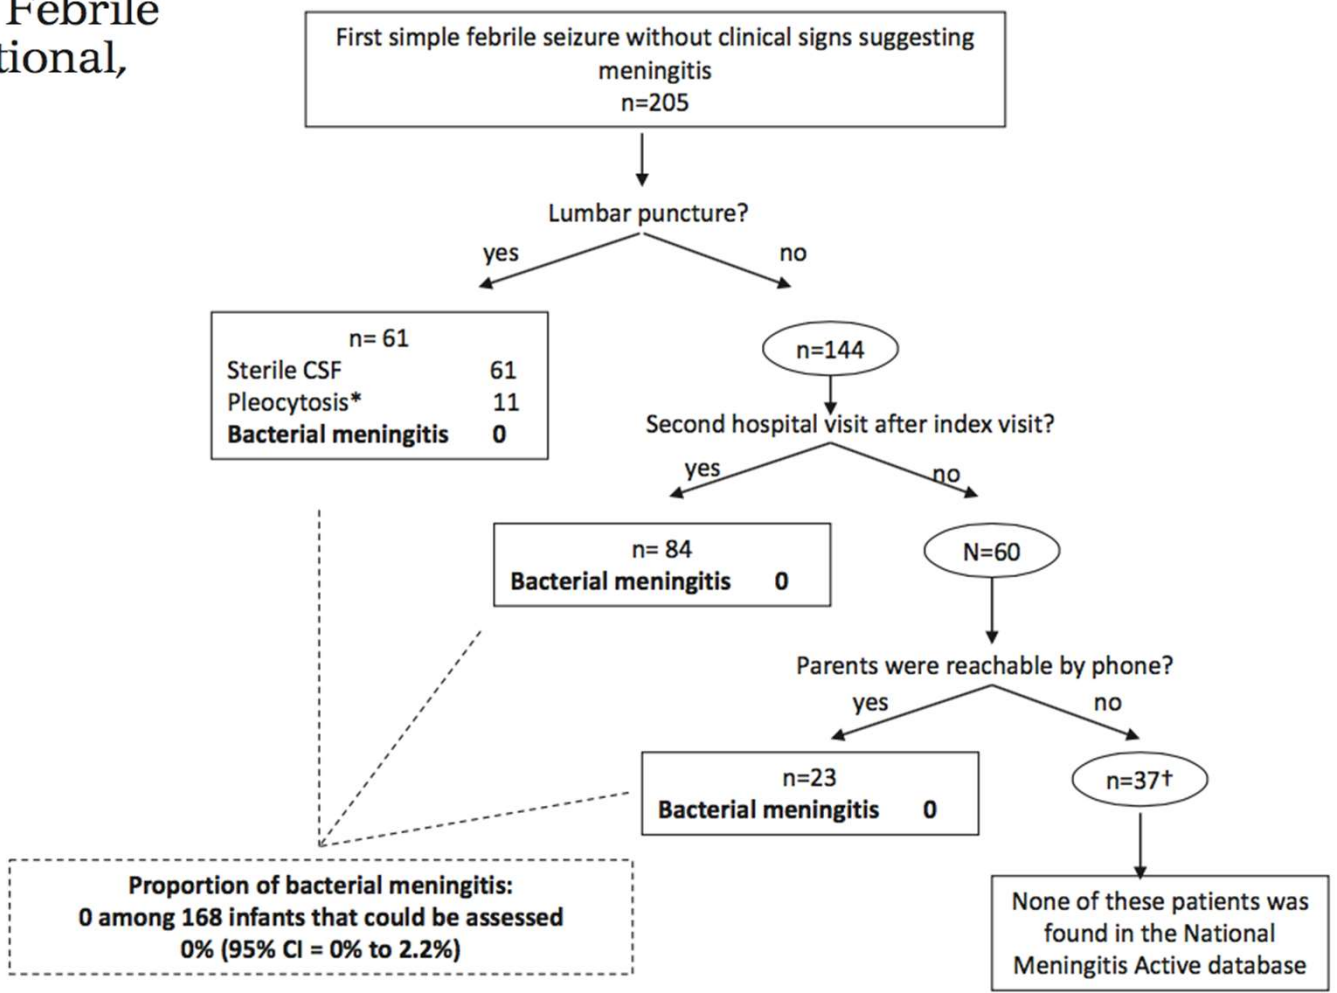 Febrile
tional,
First simple febrile seizure without clinical signs suggesting
meningitis
n=205
Lumbar puncture?
yes
no
n= 61
Sterile CSF 61
Pleocytosis* 11
Bacterial meningitis 0
n=144
Second hospital visit after index visit?
yes
no
n= 84
Bacterial meningitis 0
N=60
Parents were reachable by phone?
yes
no
n=23
Bacterial meningitis 0
n=37†
Proportion of bacterial meningitis:
0 among 168 infants that could be assessed
0% (95% CI = 0% to 2.2%)
None of these patients was
found in the National
Meningitis Active database